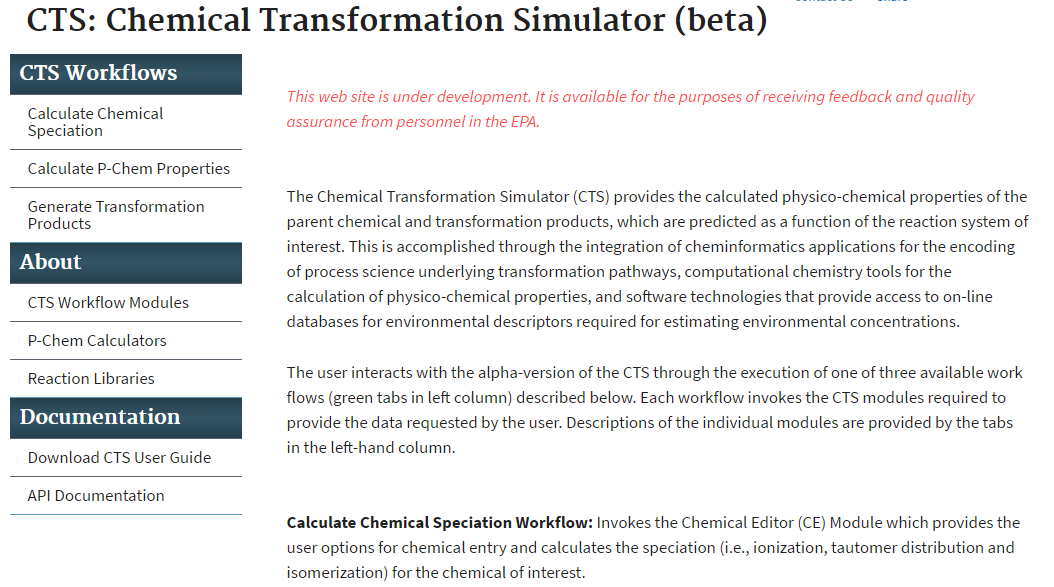 CTS: Chemical Transformation Simulator (beta)
CTS Workflows
Calculate Chemical
Speciation
Calculate P-Chem Properties
Generate Transformation
Products
About
CTS Workflow Modules
P-Chem Calculators
Reaction Libraries
Documentation
Download CTS User Guide
API Documentation
This web site is under development. It is available for the purposes of receiving feedback and quality
assurance from personnel in the EPA.
The Chemical Transformation Simulator (CTS) provides the calculated physico-chemical properties of the
parent chemical and transformation products, which are predicted as a function of the reaction system of
interest. This is accomplished through the integration of cheminformatics applications for the encoding
of process science underlying transformation pathways, computational chemistry tools for the
calculation of physico-chemical properties, and software technologies that provide access to on-line
databases for environmental descriptors required for estimating environmental concentrations.
The user interacts with the alpha-version of the CTS through the execution of one of three available work
flows (green tabs in left column) described below. Each workflow invokes the CTS modules required to
provide the data requested by the user. Descriptions of the individual modules are provided by the tabs
in the left-hand column.
Calculate Chemical Speciation Workflow: Invokes the Chemical Editor (CE) Module which provides the
user options for chemical entry and calculates the speciation (i.e., ionization, tautomer distribution and
isomerization) for the chemical of interest.